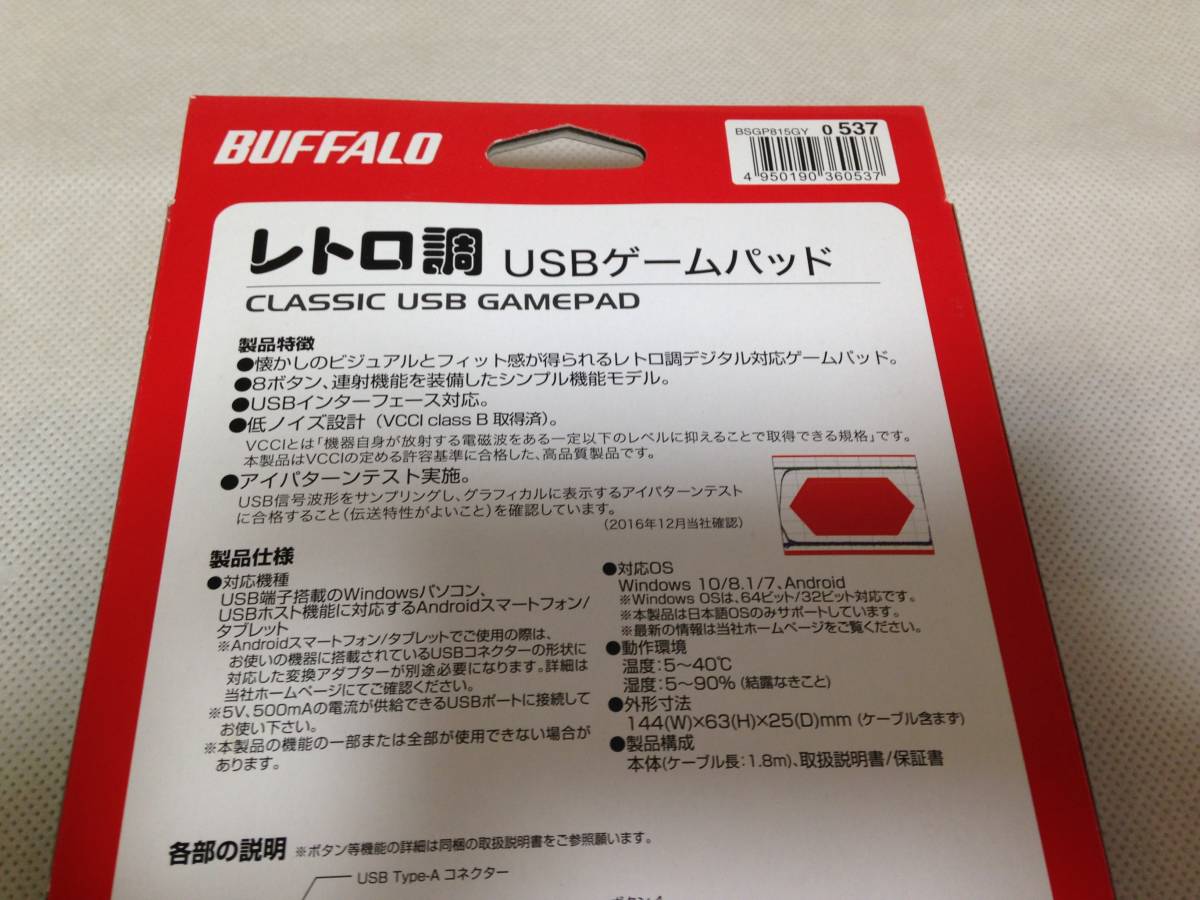 BUFFALO
BSGP815GY 0 537
4 950190 360537
レトロ調 USBゲームパッド
CLASSIC USB GAMEPAD
製品特徴
●懐かしのビジュアルとフィット感が得られるレトロ調デジタル対応ゲームパッド。
●8ボタン、連射機能を装備したシンプル機能モデル。
●USBインターフェース対応。
●低ノイズ設計（VCCI class B 取得済）。
VCCIとは「機器自身が放射する電磁波をある一定以下のレベルに抑えることで取得できる規格」です。
本製品はVCCIの定める許容基準に合格した、高品質製品です。
●アイパターンテスト実施。
USB信号波形をサンプリングし、グラフィカルに表示するアイパターンテスト
に合格すること（伝送特性がよいこと）を確認しています。
（2016年12月当社確認）
製品仕様
●対応機種
USB端子搭載のWindowsパソコン、
USBホスト機能に対応するAndroidスマートフォン/
タブレット
※Androidスマートフォン/タブレットでご使用の際は、
お使いの機器に搭載されているUSBコネクターの形状に
対応した変換アダプターが別途必要になります。詳細は
当社ホームページにてご確認ください。
※5V、500mAの電流が供給できるUSBポートに接続して
お使い下さい。
※本製品の機能の一部または全部が使用できない場合が
あります。
●対応OS
Windows 10/8.1/7、Android
※Windows OSは、64ビット/32ビット対応です。
※本製品は日本語OSのみサポートしています。
※最新の情報は当社ホームページをご覧ください。
●動作環境
温度：5〜40℃
湿度：5〜90%（結露なきこと）
●外形寸法
144(W)×63(H)×25(D)mm（ケーブル含まず）
●製品構成
本体(ケーブル長：1.8m)、取扱説明書/保証書
各部の説明 ※ボタン等機能の詳細は同梱の取扱説明書をご参照願います。
USB Type-A コネクター